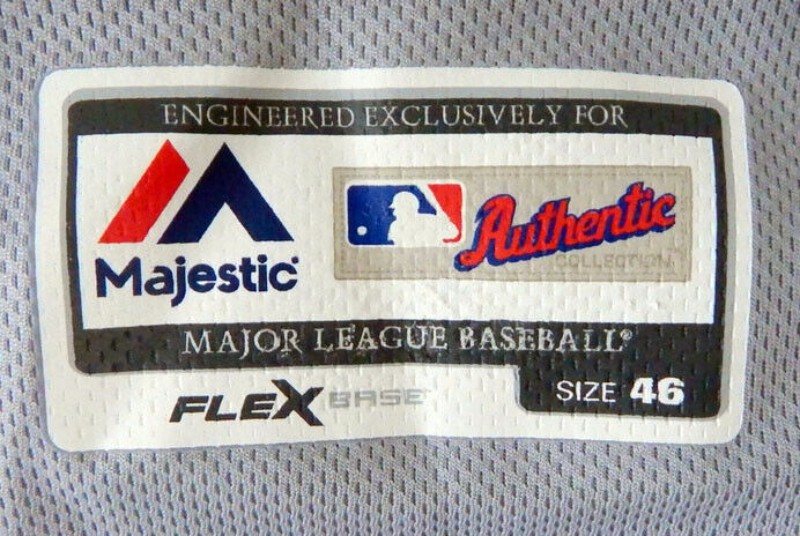 ENGINEERED EXCLUSIVELY FOR
Majestic
Authentic
COLLECTION
MAJOR LEAGUE BASEBALL®
FLEX BASE
SIZE 46